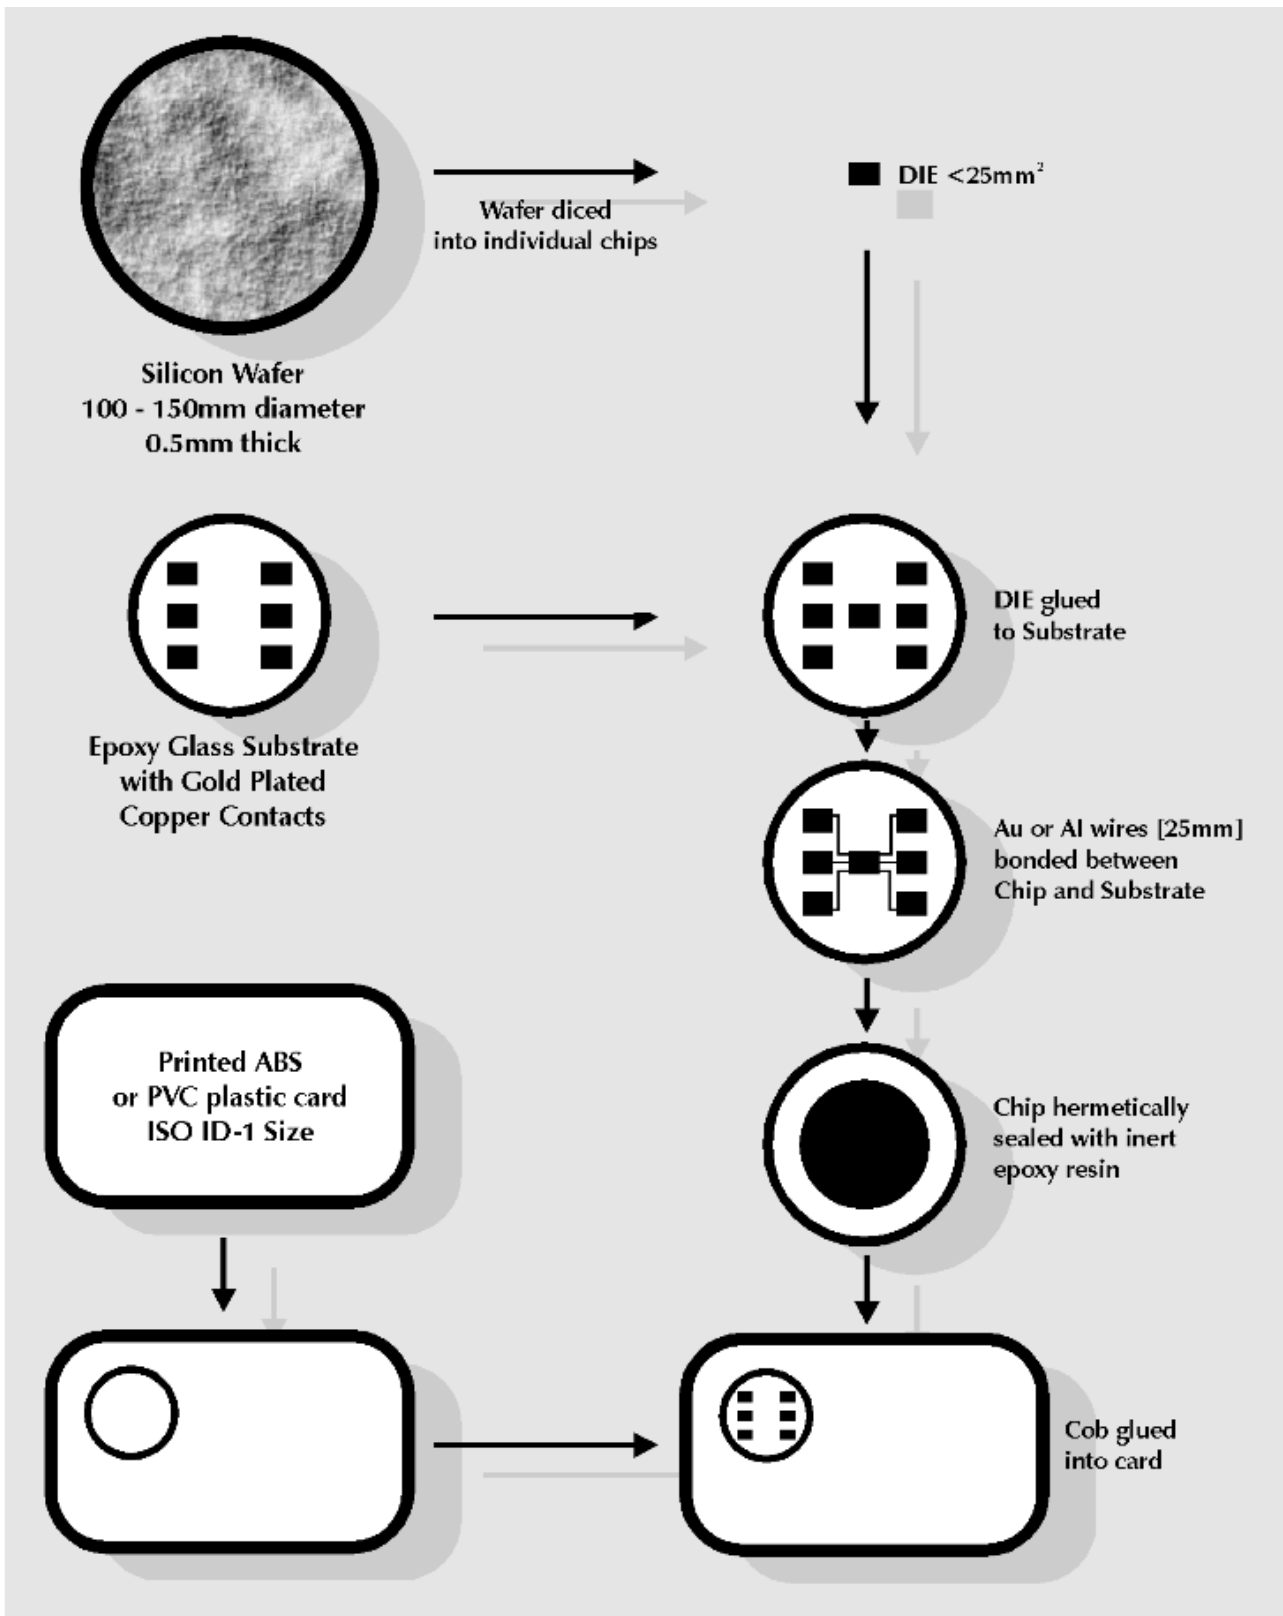 DIE <25mm²
Wafer diced
into individual chips
Silicon Wafer
100 - 150mm diameter
0.5mm thick
DIE glued
to Substrate
Epoxy Glass Substrate
with Gold Plated
Copper Contacts
Au or Al wires [25mm]
bonded between
Chip and Substrate
Printed ABS
or PVC plastic card
ISO ID-1 Size
Chip hermetically
sealed with inert
epoxy resin
Cob glued
into card